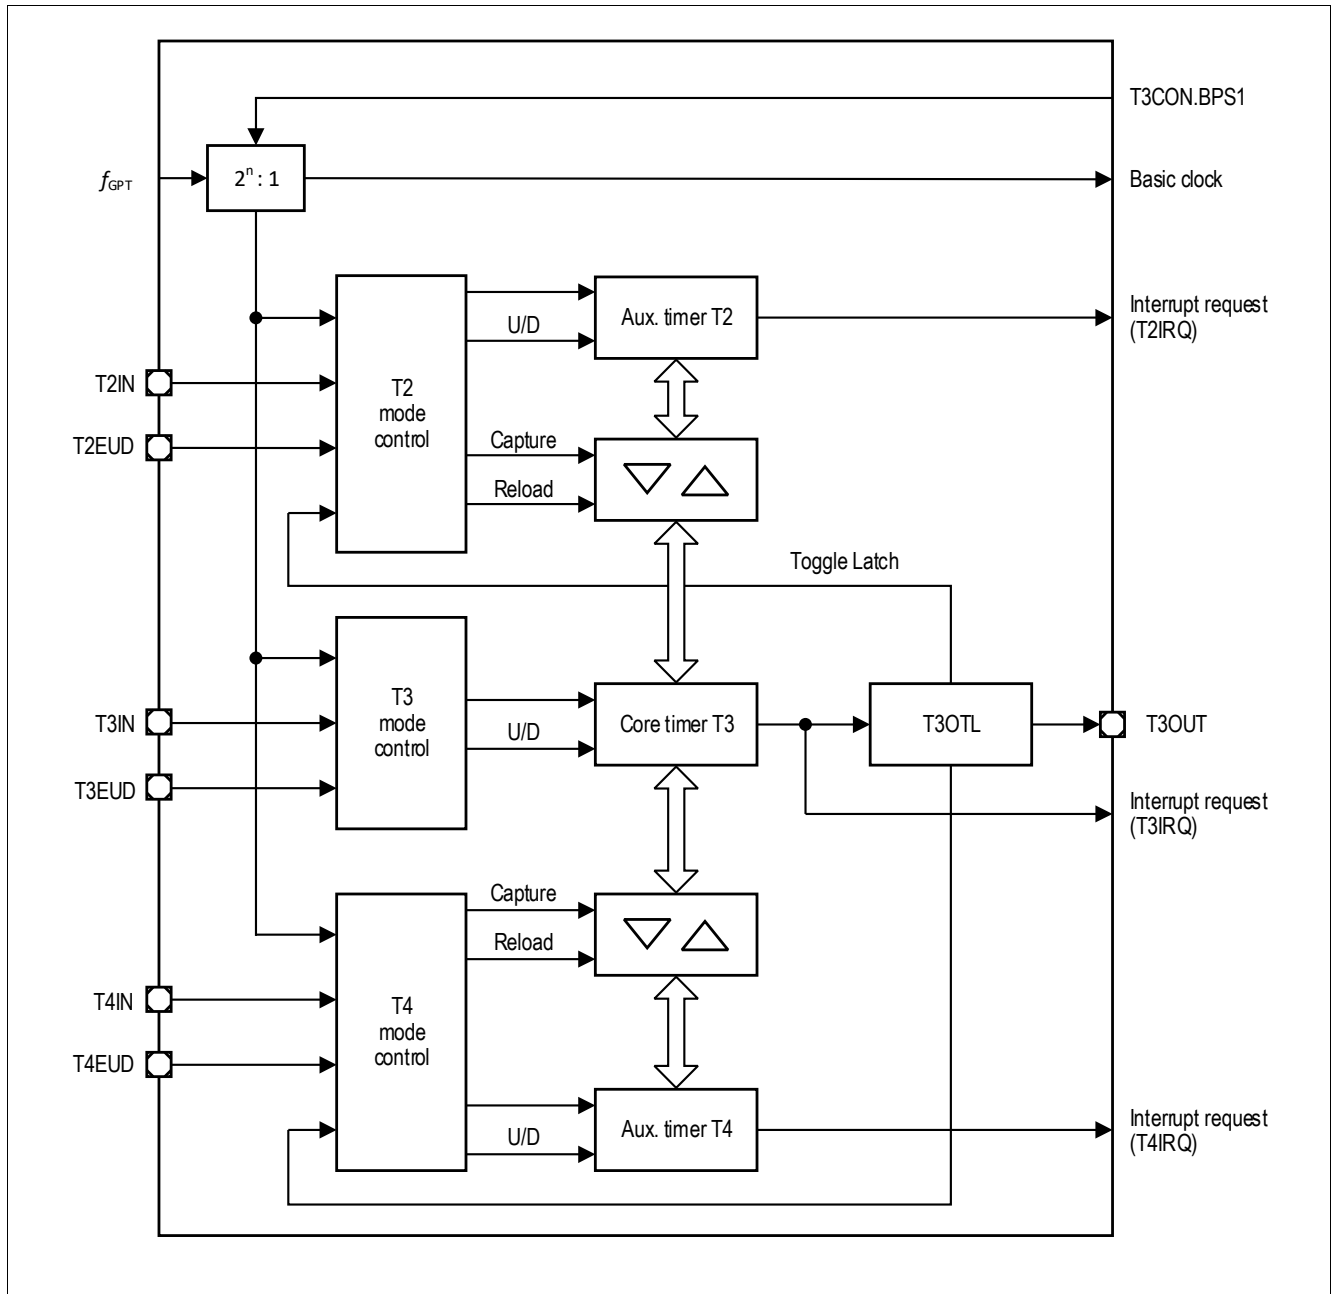 T3CON.BPS1
fGPT
2ⁿ : 1
Basic clock
Aux. timer T2
U/D
Interrupt request
(T2IRQ)
T2IN
T2EUD
T2
mode
control
Capture
Reload
Toggle Latch
T3IN
T3EUD
T3
mode
control
U/D
Core timer T3
T3OTL
T3OUT
Interrupt request
(T3IRQ)
Capture
Reload
T4IN
T4EUD
T4
mode
control
U/D
Aux. timer T4
Interrupt request
(T4IRQ)